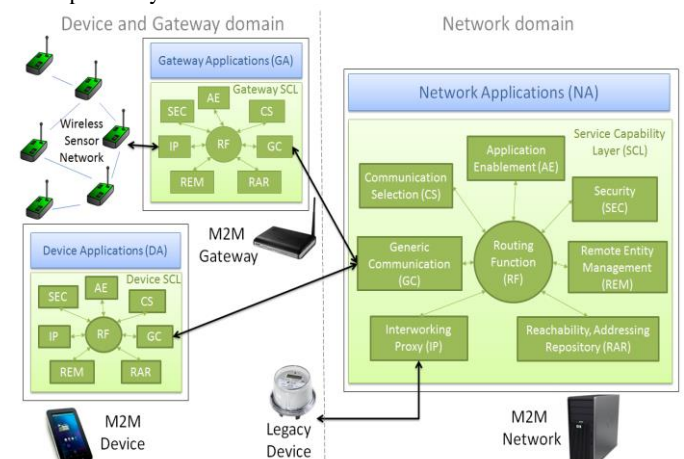 Device and Gateway domain
Network domain
Gateway Applications (GA)
Gateway SCL
AE
SEC
CS
IP
RF
GC
REM
RAR
Wireless
Sensor
Network
M2M
Gateway
Device Applications (DA)
Device SCL
AE
SEC
CS
IP
RF
GC
REM
RAR
M2M
Device
Legacy
Device
Network Applications (NA)
Service Capability
Layer (SCL)
Application
Enablement (AE)
Communication
Selection (CS)
Security
(SEC)
Generic
Communication
(GC)
Routing
Function
(RF)
Remote Entity
Management
(REM)
Interworking
Proxy (IP)
Reachability, Addressing
Repository (RAR)
M2M
Network